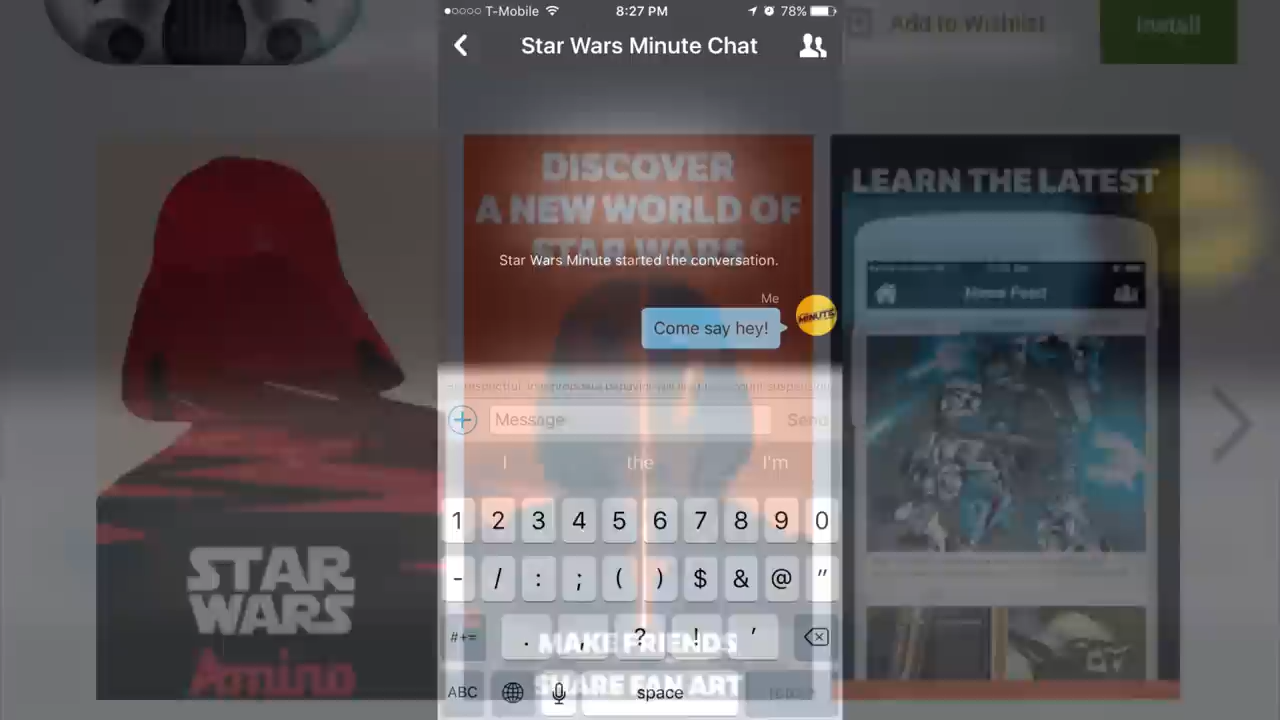 T-Mobile 8:27 PM 78%
Add to Wishlist
Install
Star Wars Minute Chat
DISCOVER
A NEW WORLD OF
STAR WARS
LEARN THE LATEST
Star Wars Minute started the conversation.
Me
Come say hey!
MINUTE
News Feed
Message
Send
I the I'm
1 2 3 4 5 6 7 8 9 0
- / : ; ( ) $ & @ "
#+= . , ? ! '
MAKE FRIENDS
SHARE FAN ART
ABC space
STAR
WARS
Amino